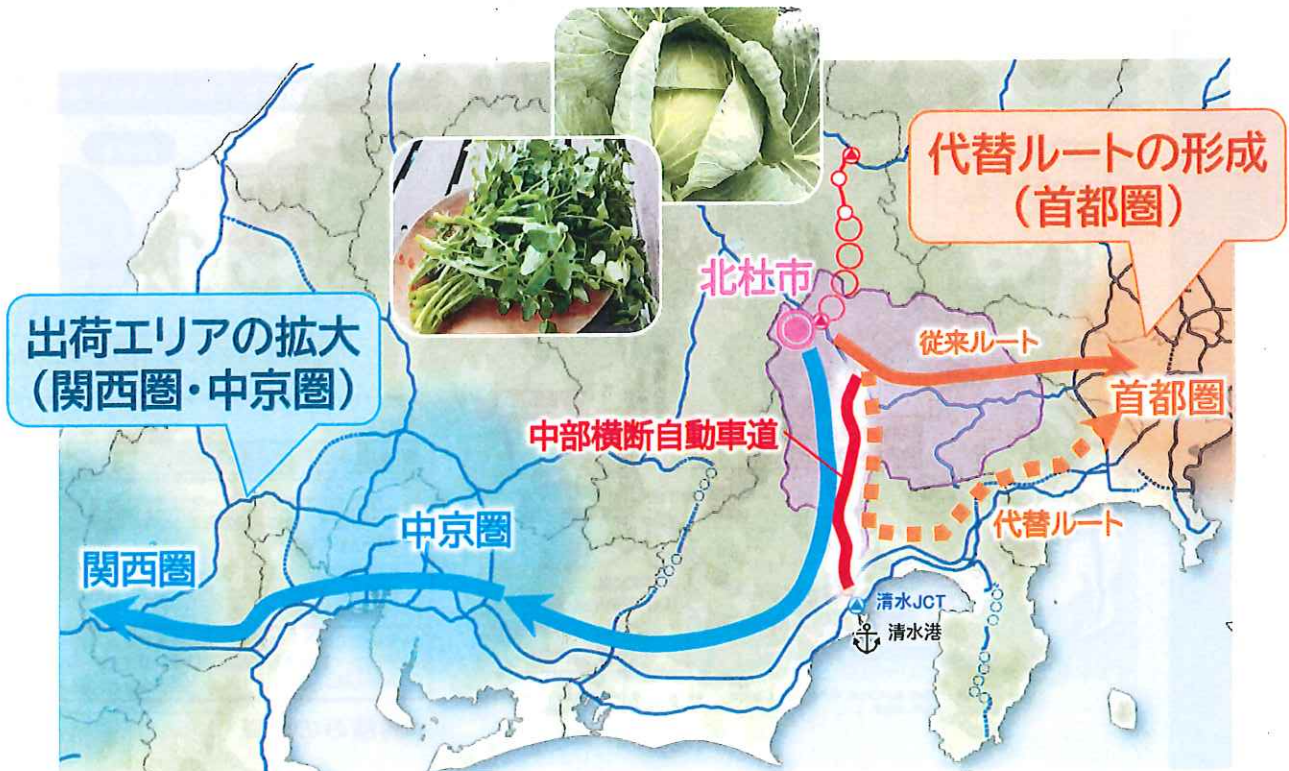 代替ルートの形成
(首都圏)
北杜市
出荷エリアの拡大
(関西圏・中京圏)
従来ルート
首都圏
中部横断自動車道
中京圏
代替ルート
関西圏
清水JCT
清水港